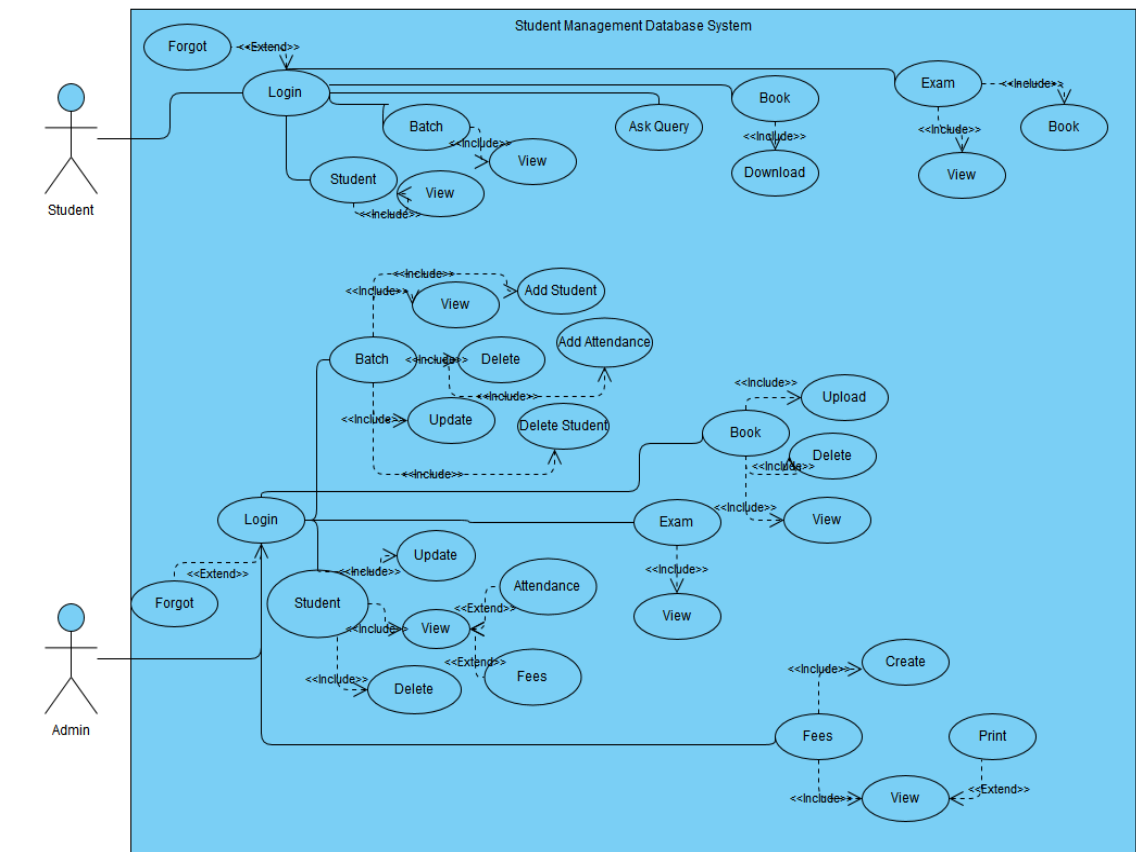 Student Management Database System
Forgot
<<Extend>>
Login
Exam
<<Include>>
Book
Student
Batch
<<Include>>
View
Ask Query
Book
<<Include>>
Download
<<Include>>
View
Student
<<Include>>
View
<<Include>>
Add Student
<<Include>>
View
Batch
<<Include>>
Delete
Add Attendance
<<Include>>
<<Include>>
Update
Delete Student
<<Include>>
<<Include>>
Upload
Book
<<Include>>
Delete
<<Include>>
View
Login
Exam
<<Include>>
View
<<Extend>>
Forgot
Student
<<Include>>
Update
<<Include>>
View
<<Extend>>
Attendance
<<Extend>>
Fees
<<Include>>
Delete
Admin
<<Include>>
Create
Fees
Print
<<Include>>
View
<<Extend>>